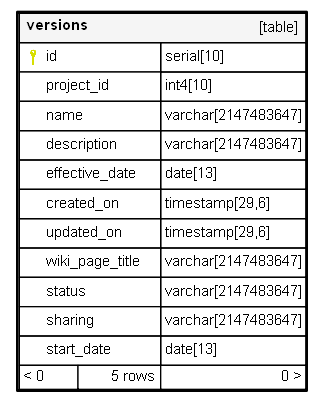 versions [table]
id serial[10]
project_id int4[10]
name varchar[2147483647]
description varchar[2147483647]
effective_date date[13]
created_on timestamp[29,6]
updated_on timestamp[29,6]
wiki_page_title varchar[2147483647]
status varchar[2147483647]
sharing varchar[2147483647]
start_date date[13]
< 0 5 rows 0 >